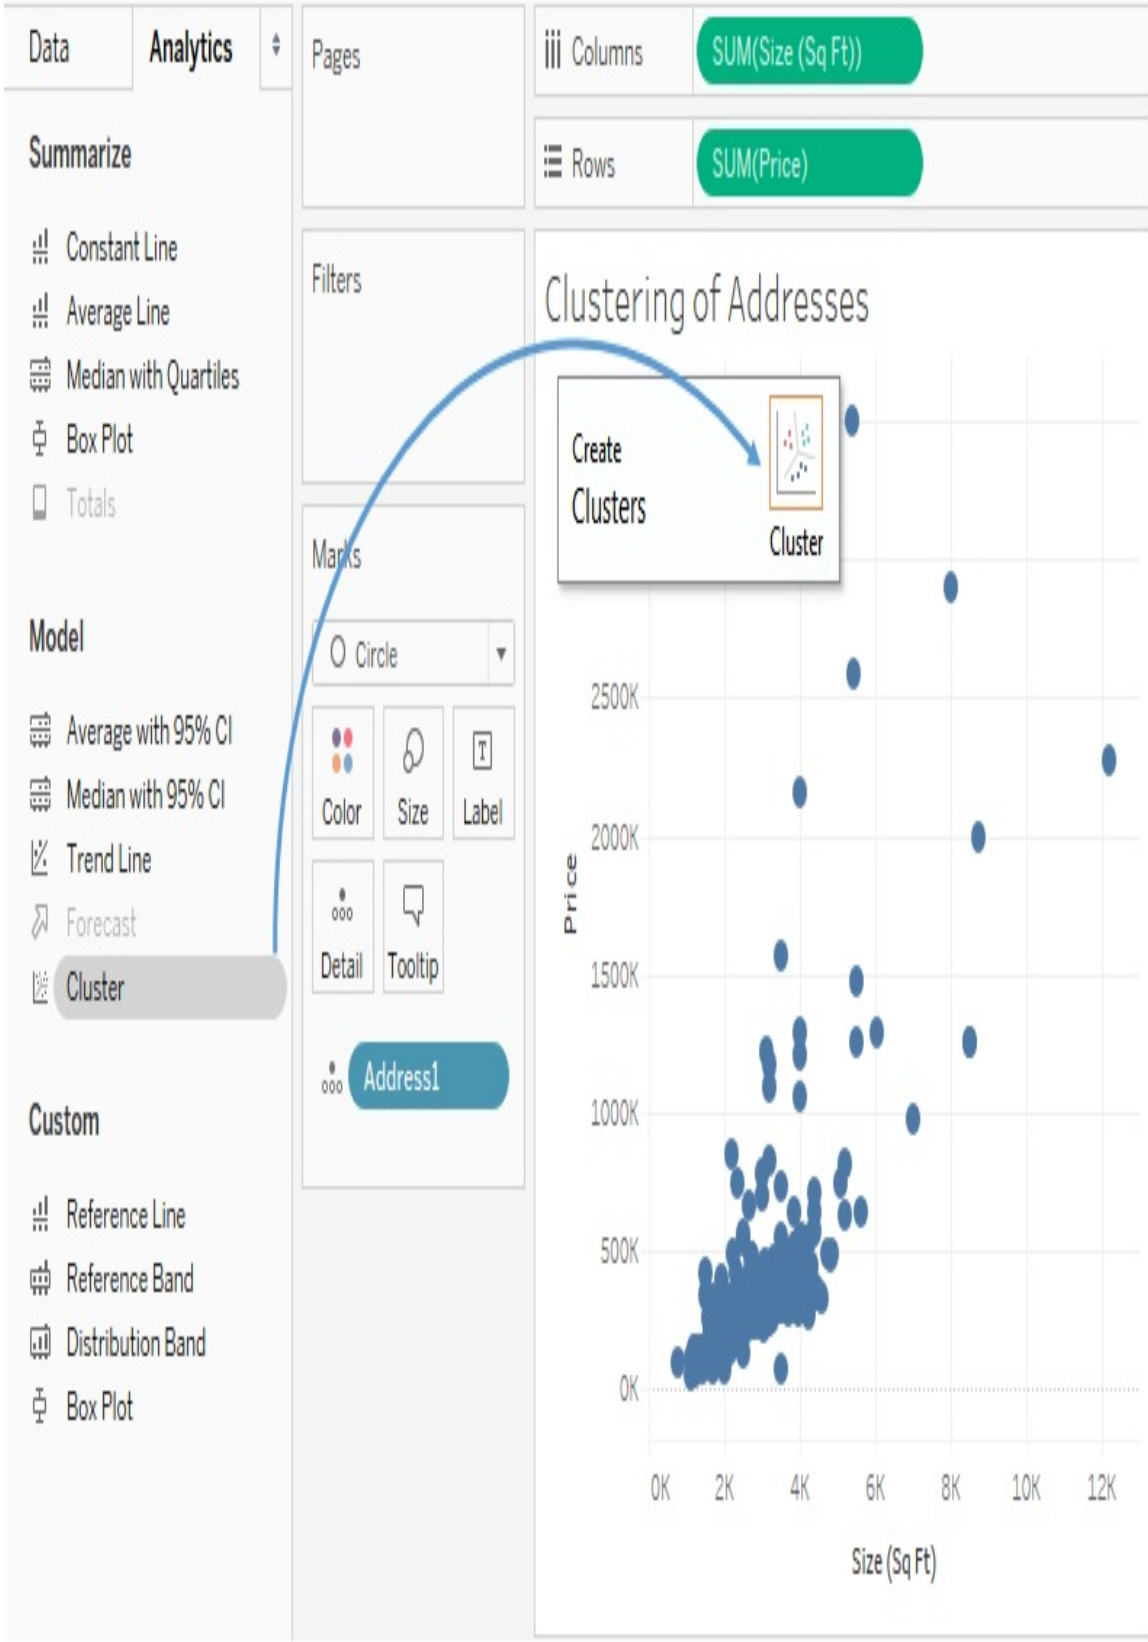 Data
Analytics
Summarize
Constant Line
Average Line
Median with Quartiles
Box Plot
Totals
Model
Average with 95% CI
Median with 95% CI
Trend Line
Forecast
Cluster
Custom
Reference Line
Reference Band
Distribution Band
Box Plot
Pages
Filters
Marks
Circle
Color
Size
T
Label
Detail
Tooltip
Address1
Columns
SUM(Size (Sq Ft))
Rows
SUM(Price)
Clustering of Addresses
Create
Clusters
Cluster
Price
2500K
2000K
1500K
1000K
500K
0K
0K 2K 4K 6K 8K 10K 12K
Size (Sq Ft)